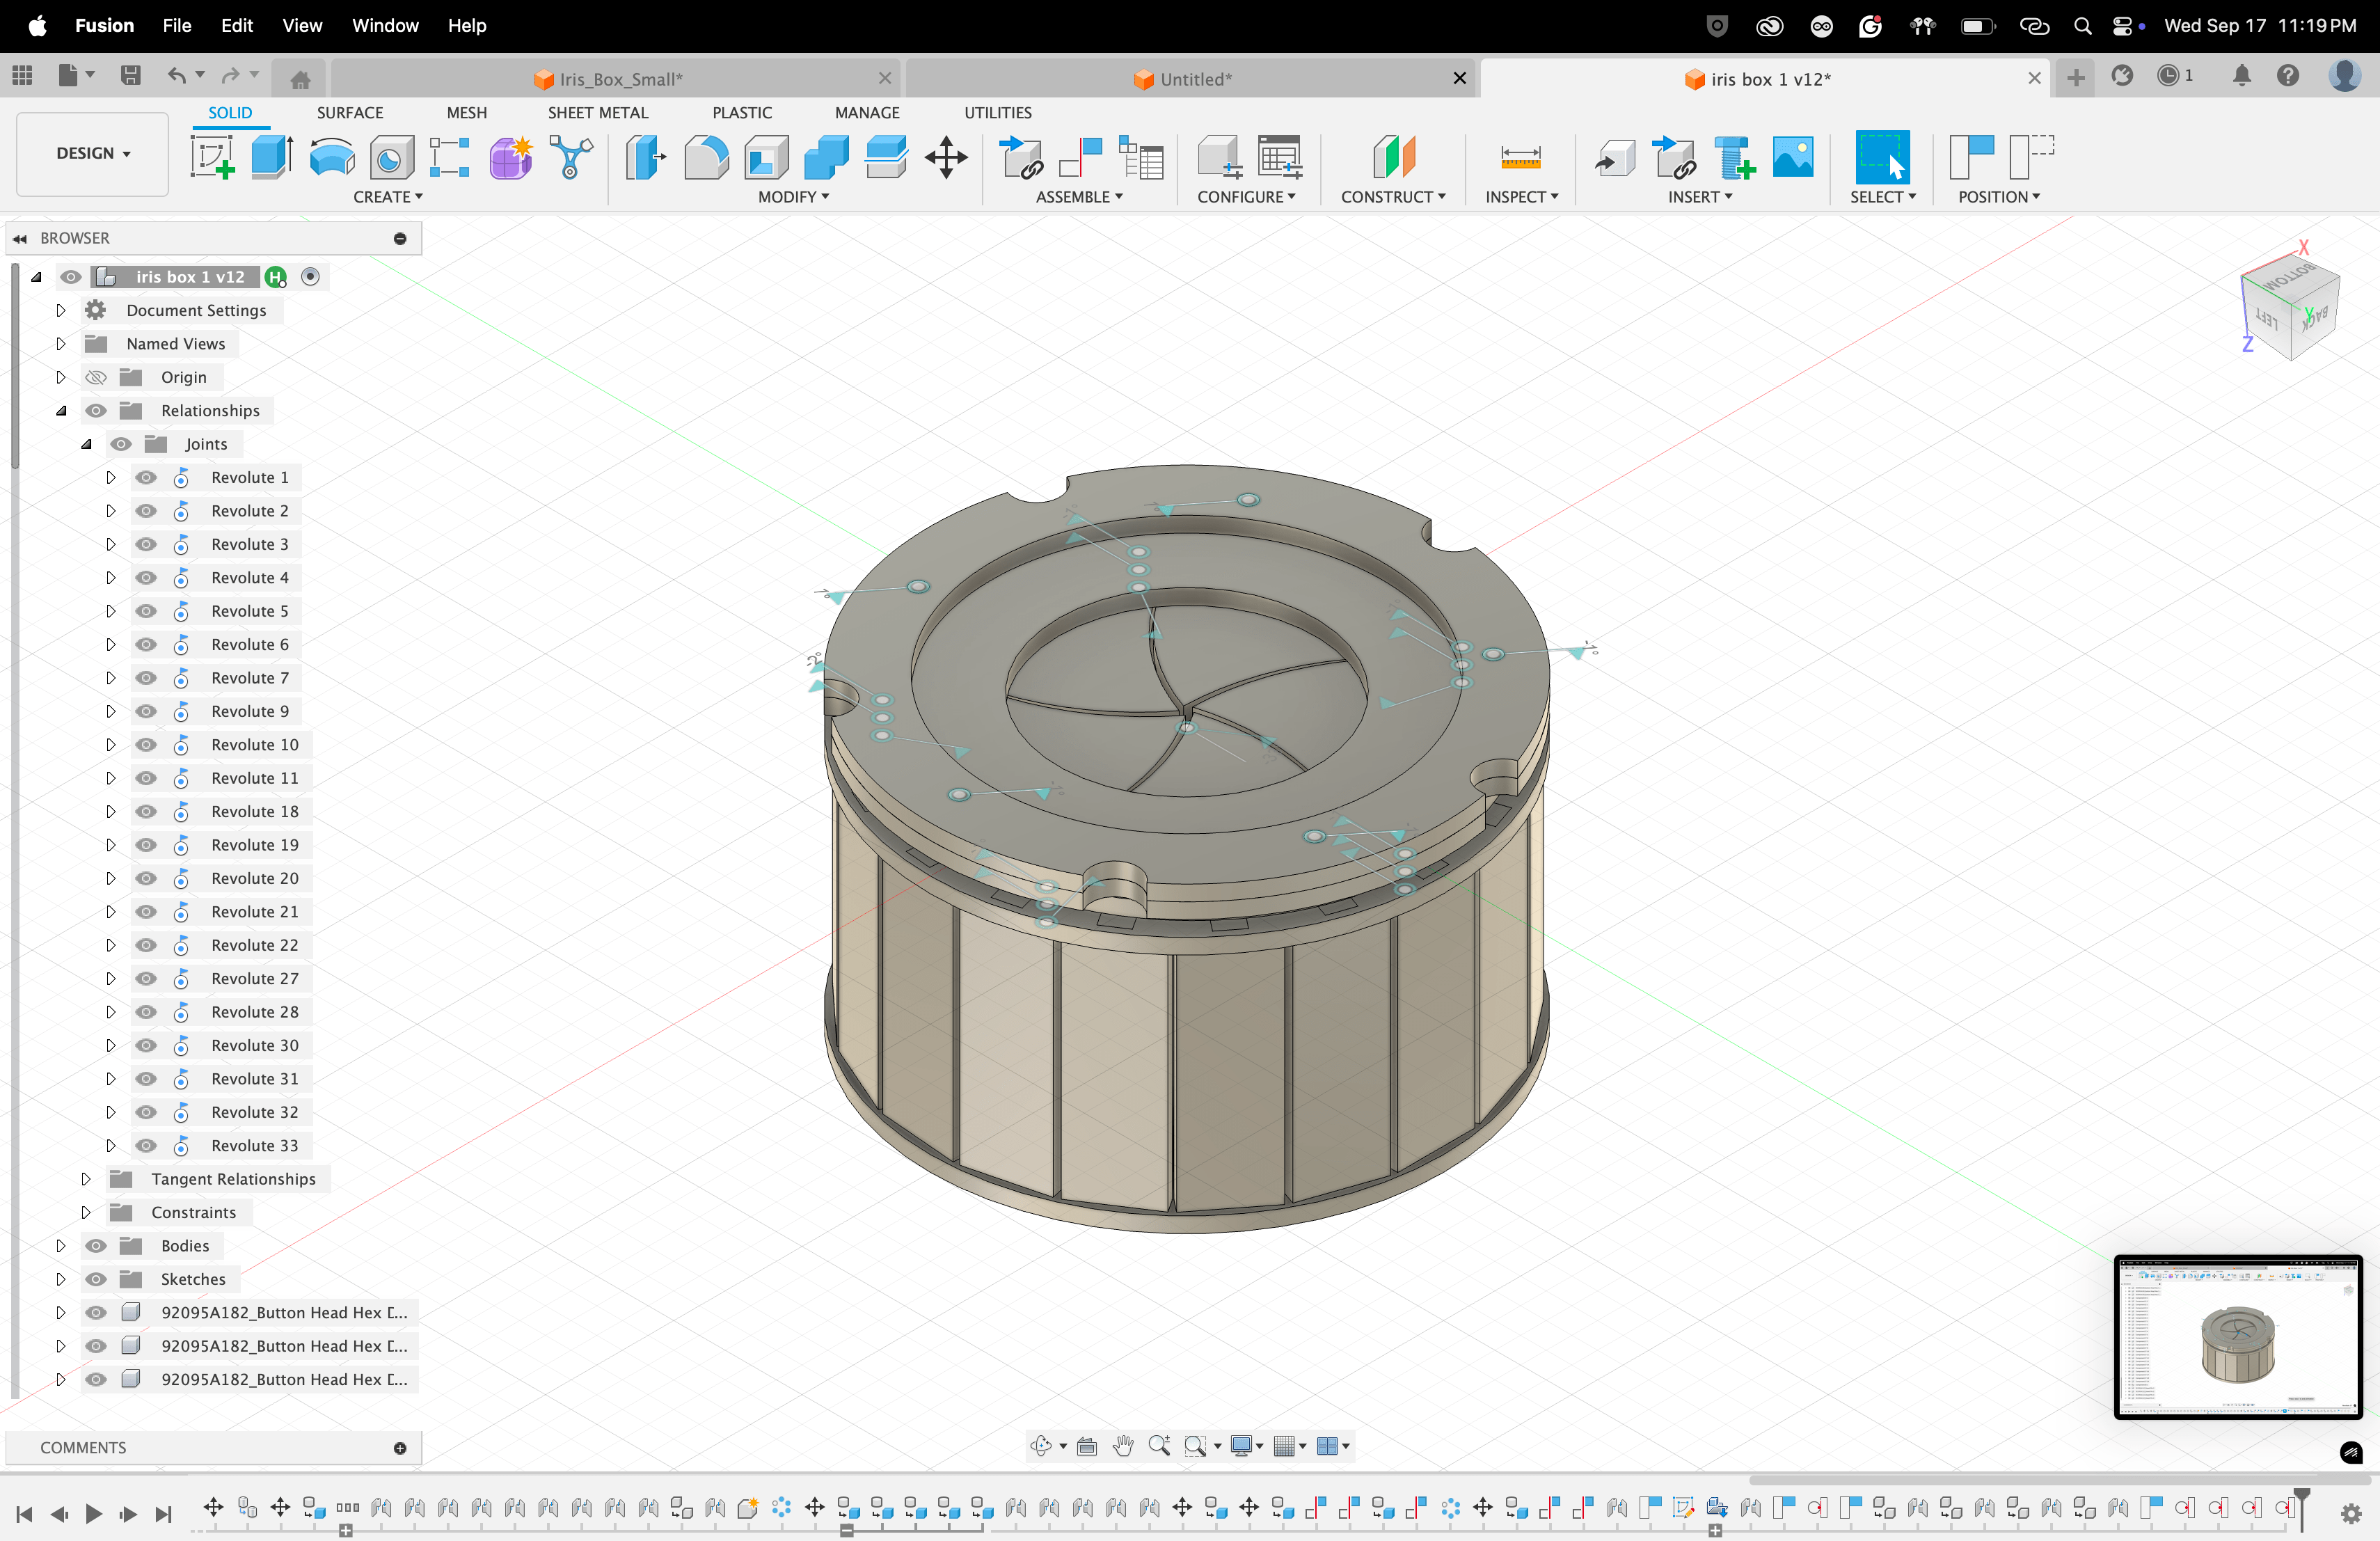 Fusion File Edit View Window Help
Wed Sep 17 11:19 PM
Iris_Box_Small*
Untitled*
iris box 1 v12*
1
DESIGN
SOLID SURFACE MESH SHEET METAL PLASTIC MANAGE UTILITIES
CREATE MODIFY ASSEMBLE CONFIGURE CONSTRUCT INSPECT INSERT SELECT POSITION
BROWSER
iris box 1 v12
H
Document Settings
Named Views
Origin
Relationships
Joints
Revolute 1
Revolute 2
Revolute 3
Revolute 4
Revolute 5
Revolute 6
Revolute 7
Revolute 9
Revolute 10
Revolute 11
Revolute 18
Revolute 19
Revolute 20
Revolute 21
Revolute 22
Revolute 27
Revolute 28
Revolute 30
Revolute 31
Revolute 32
Revolute 33
Tangent Relationships
Constraints
Bodies
Sketches
92095A182_Button Head Hex D...
92095A182_Button Head Hex D...
92095A182_Button Head Hex D...
COMMENTS
X
BOTTOM
LEFT
Y
BACK
Z